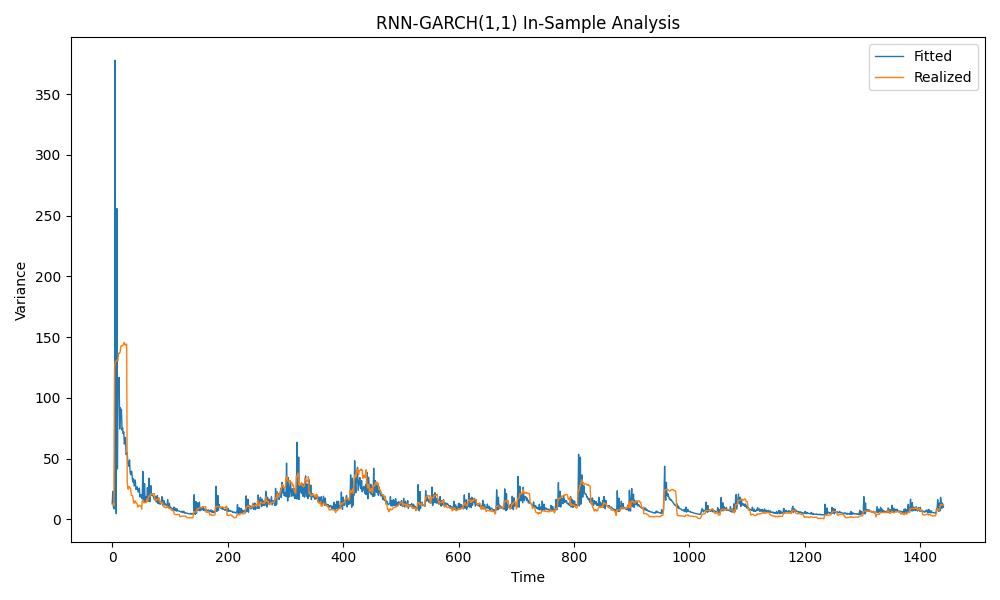 RNN-GARCH(1,1) In-Sample Analysis
Fitted
Realized
Variance
350
300
250
200
150
100
50
0
0 200 400 600 800 1000 1200 1400
Time